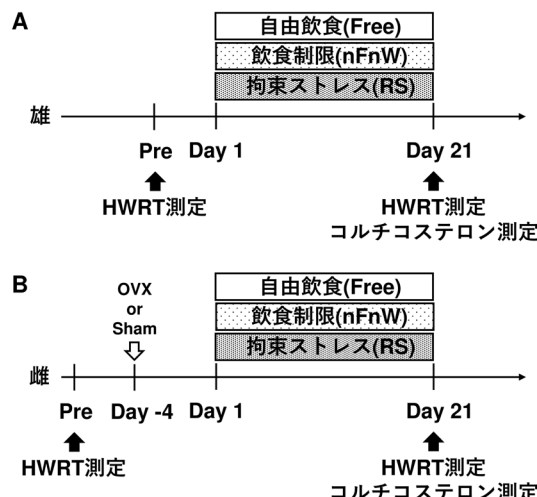 A
自由飲食(Free)
飲食制限(nFnW)
拘束ストレス(RS)
雄
Pre Day 1 Day 21
HWRT測定 HWRT測定
コルチコステロン測定
B
OVX
or
Sham
自由飲食(Free)
飲食制限(nFnW)
拘束ストレス(RS)
雌
Pre Day -4 Day 1 Day 21
HWRT測定 HWRT測定
コルチコステロン測定